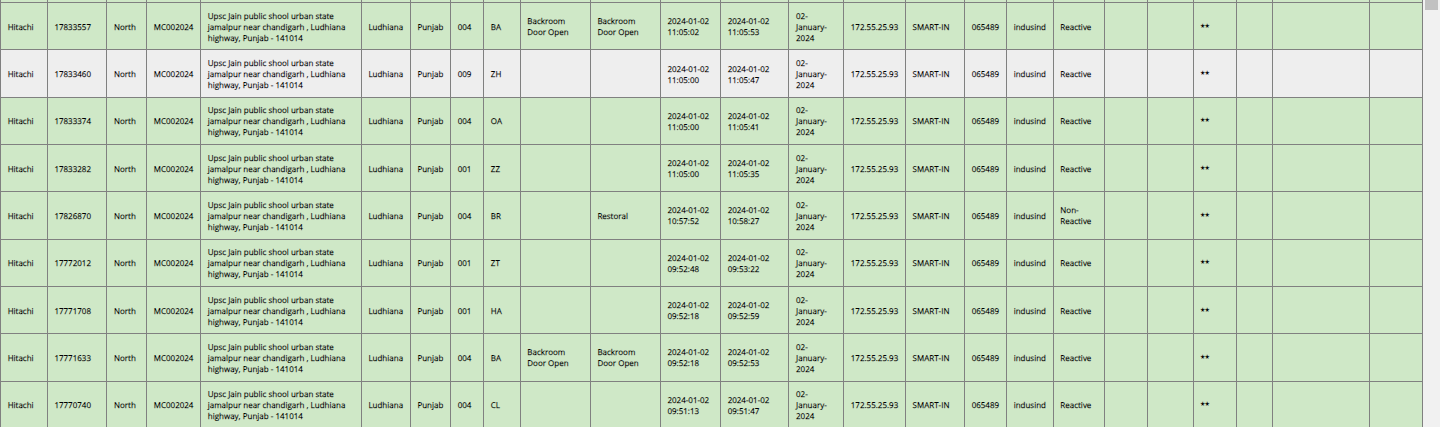 Hitachi 17833557 North MC002024 Upsc Jain public shool urban state jamalpur near chandigarh , Ludhiana highway, Punjab - 141014 Ludhiana Punjab 004 BA Backroom Door Open Backroom Door Open 2024-01-02 11:05:02 2024-01-02 11:05:53 02-January-2024 172.55.25.93 SMART-IN 065489 indusind Reactive **
Hitachi 17833460 North MC002024 Upsc Jain public shool urban state jamalpur near chandigarh , Ludhiana highway, Punjab - 141014 Ludhiana Punjab 009 ZH 2024-01-02 11:05:00 2024-01-02 11:05:47 02-January-2024 172.55.25.93 SMART-IN 065489 indusind Reactive **
Hitachi 17833374 North MC002024 Upsc Jain public shool urban state jamalpur near chandigarh , Ludhiana highway, Punjab - 141014 Ludhiana Punjab 004 OA 2024-01-02 11:05:00 2024-01-02 11:05:41 02-January-2024 172.55.25.93 SMART-IN 065489 indusind Reactive **
Hitachi 17833282 North MC002024 Upsc Jain public shool urban state jamalpur near chandigarh , Ludhiana highway, Punjab - 141014 Ludhiana Punjab 001 ZZ 2024-01-02 11:05:00 2024-01-02 11:05:35 02-January-2024 172.55.25.93 SMART-IN 065489 indusind Reactive **
Hitachi 17826870 North MC002024 Upsc Jain public shool urban state jamalpur near chandigarh , Ludhiana highway, Punjab - 141014 Ludhiana Punjab 004 BR Restoral 2024-01-02 10:57:52 2024-01-02 10:58:27 02-January-2024 172.55.25.93 SMART-IN 065489 indusind Non-Reactive **
Hitachi 17772012 North MC002024 Upsc Jain public shool urban state jamalpur near chandigarh , Ludhiana highway, Punjab - 141014 Ludhiana Punjab 001 ZT 2024-01-02 09:52:48 2024-01-02 09:53:22 02-January-2024 172.55.25.93 SMART-IN 065489 indusind Reactive **
Hitachi 17771708 North MC002024 Upsc Jain public shool urban state jamalpur near chandigarh , Ludhiana highway, Punjab - 141014 Ludhiana Punjab 001 HA 2024-01-02 09:52:18 2024-01-02 09:52:59 02-January-2024 172.55.25.93 SMART-IN 065489 indusind Reactive **
Hitachi 17771633 North MC002024 Upsc Jain public shool urban state jamalpur near chandigarh , Ludhiana highway, Punjab - 141014 Ludhiana Punjab 004 BA Backroom Door Open Backroom Door Open 2024-01-02 09:52:18 2024-01-02 09:52:53 02-January-2024 172.55.25.93 SMART-IN 065489 indusind Reactive **
Hitachi 17770740 North MC002024 Upsc Jain public shool urban state jamalpur near chandigarh , Ludhiana highway, Punjab - 141014 Ludhiana Punjab 004 CL 2024-01-02 09:51:13 2024-01-02 09:51:47 02-January-2024 172.55.25.93 SMART-IN 065489 indusind Reactive **